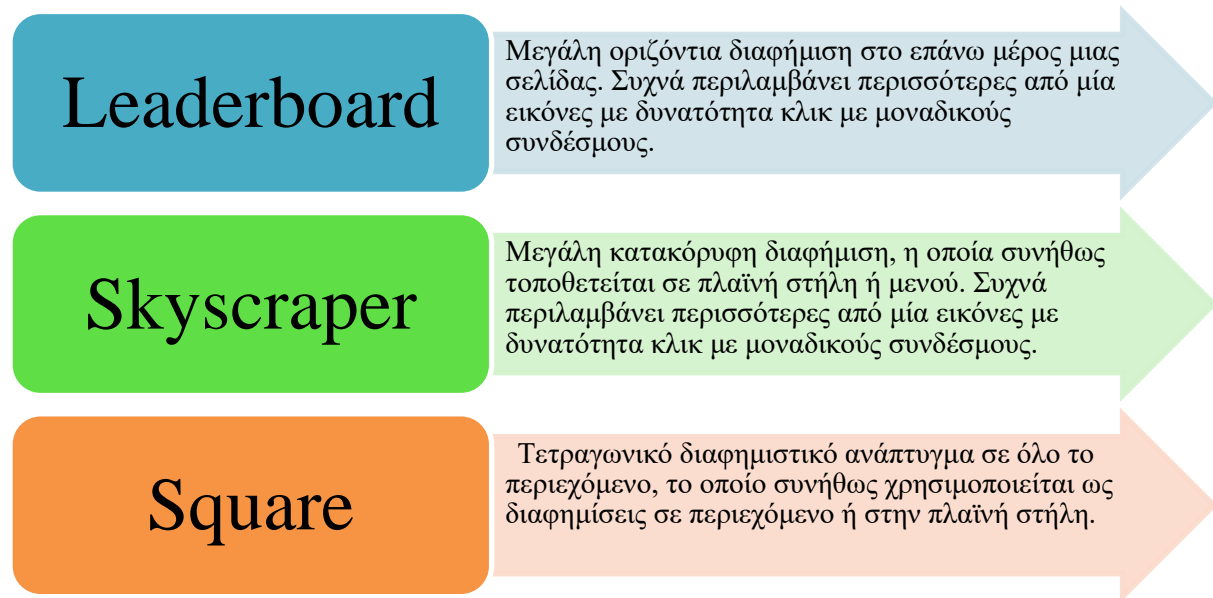 Leaderboard
Μεγάλη οριζόντια διαφήμιση στο επάνω μέρος μιας
σελίδας. Συχνά περιλαμβάνει περισσότερες από μία
εικόνες με δυνατότητα κλικ με μοναδικούς
συνδέσμους.
Skyscraper
Μεγάλη κατακόρυφη διαφήμιση, η οποία συνήθως
τοποθετείται σε πλαϊνή στήλη ή μενού. Συχνά
περιλαμβάνει περισσότερες από μία εικόνες με
δυνατότητα κλικ με μοναδικούς συνδέσμους.
Square
Τετραγωνικό διαφημιστικό ανάπτυγμα σε όλο το
περιεχόμενο, το οποίο συνήθως χρησιμοποιείται ως
διαφημίσεις σε περιεχόμενο ή στην πλαϊνή στήλη.